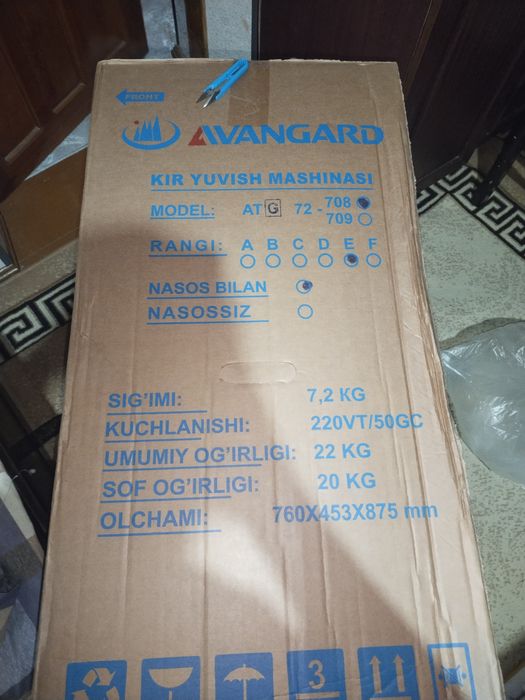 FRONT
AVANGARD
KIR YUVISH MASHINASI
MODEL: ATG 72 - 708
709
RANGI: A B C D E F
NASOS BILAN
NASOSSIZ
SIG'IMI: 7,2 KG
KUCHLANISHI: 220VT/50GC
UMUMIY OG'IRLIGI: 22 KG
SOF OG'IRLIGI: 20 KG
OLCHAMI: 760X453X875 mm
3